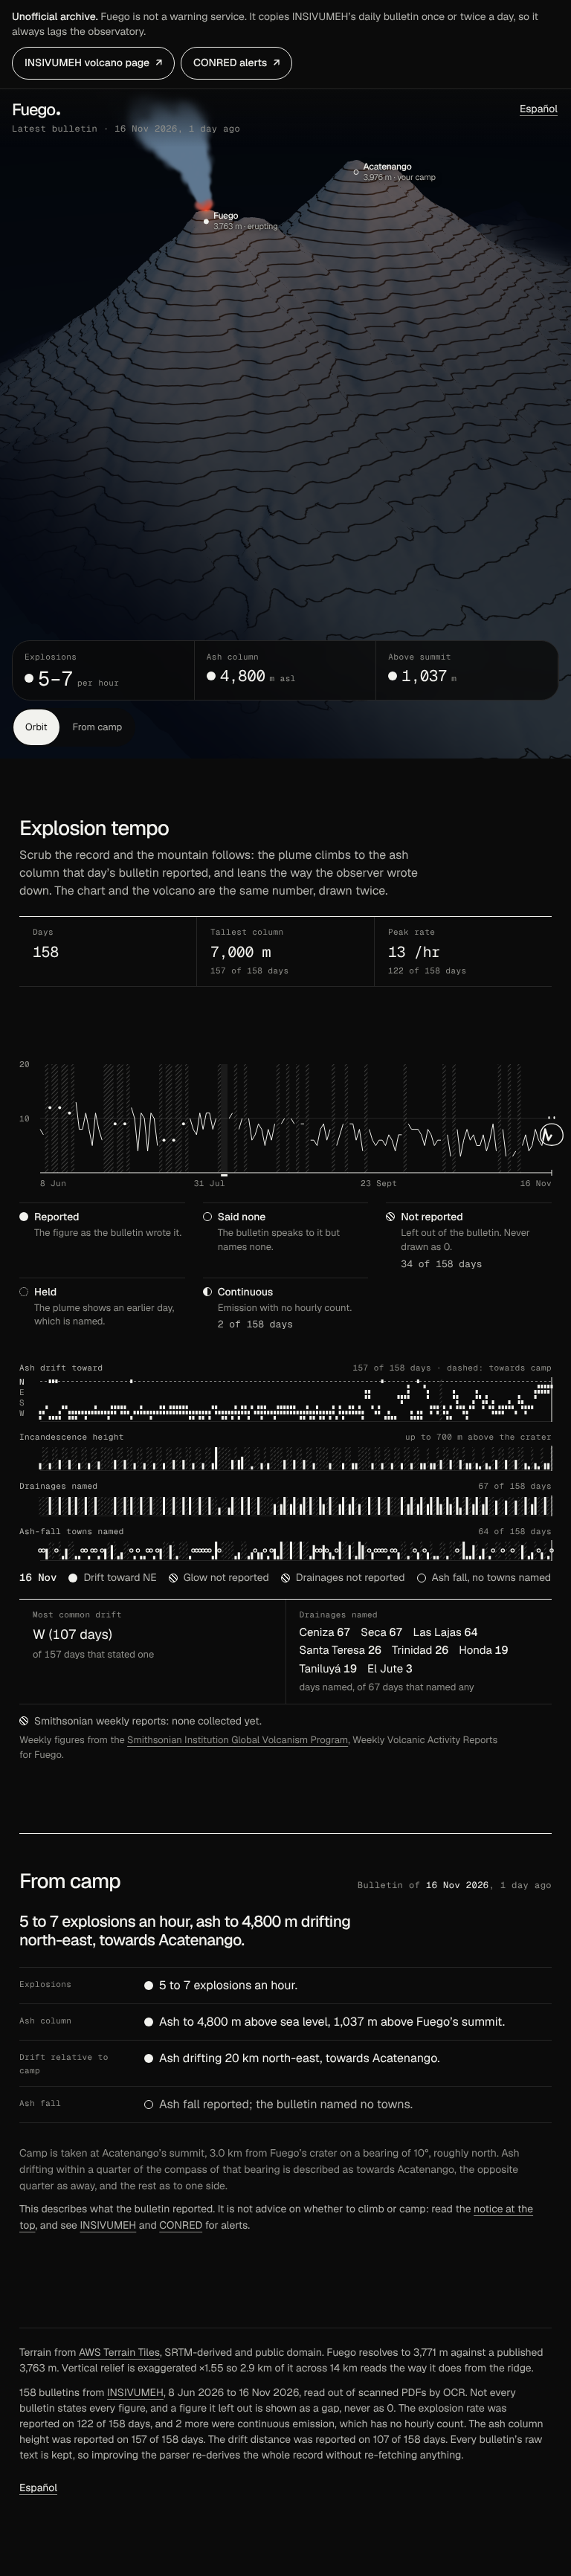 Unofficial archive. Fuego is not a warning service. It copies INSIVUMEH's daily bulletin once or twice a day, so it
always lags the observatory.
INSIVUMEH volcano page ↗ CONRED alerts ↗
Fuego. Español
Latest bulletin · 16 Nov 2026, 1 day ago
Acatenango
3,976 m · your camp
Fuego
3,763 m · erupting
Explosions Ash column Above summit
5–7 per hour 4,800 m asl 1,037 m
Orbit From camp
Explosion tempo
Scrub the record and the mountain follows: the plume climbs to the ash
column that day's bulletin reported, and leans the way the observer wrote
down. The chart and the volcano are the same number, drawn twice.
Days Tallest column Peak rate
158 7,000 m 13 /hr
157 of 158 days 122 of 158 days
20
10
8 Jun 31 Jul 23 Sept 16 Nov
Reported Said none Not reported
The figure as the bulletin wrote it. The bulletin speaks to it but Left out of the bulletin. Never
names none. drawn as 0.
34 of 158 days
Held Continuous
The plume shows an earlier day, Emission with no hourly count.
which is named. 2 of 158 days
Ash drift toward 157 of 158 days · dashed: towards camp
N
E
S
W
Incandescence height up to 700 m above the crater
Drainages named 67 of 158 days
Ash-fall towns named 64 of 158 days
16 Nov Drift toward NE Glow not reported Drainages not reported Ash fall, no towns named
Most common drift Drainages named
W (107 days) Ceniza 67 Seca 67 Las Lajas 64
of 157 days that stated one Santa Teresa 26 Trinidad 26 Honda 19
Taniluyá 19 El Jute 3
days named, of 67 days that named any
Smithsonian weekly reports: none collected yet.
Weekly figures from the Smithsonian Institution Global Volcanism Program, Weekly Volcanic Activity Reports
for Fuego.
From camp Bulletin of 16 Nov 2026, 1 day ago
5 to 7 explosions an hour, ash to 4,800 m drifting
north-east, towards Acatenango.
Explosions 5 to 7 explosions an hour.
Ash column Ash to 4,800 m above sea level, 1,037 m above Fuego's summit.
Drift relative to Ash drifting 20 km north-east, towards Acatenango.
camp
Ash fall Ash fall reported; the bulletin named no towns.
Camp is taken at Acatenango's summit, 3.0 km from Fuego's crater on a bearing of 10°, roughly north. Ash
drifting within a quarter of the compass of that bearing is described as towards Acatenango, the opposite
quarter as away, and the rest as to one side.
This describes what the bulletin reported. It is not advice on whether to climb or camp: read the notice at the
top, and see INSIVUMEH and CONRED for alerts.
Terrain from AWS Terrain Tiles, SRTM-derived and public domain. Fuego resolves to 3,771 m against a published
3,763 m. Vertical relief is exaggerated ×1.55 so 2.9 km of it across 14 km reads the way it does from the ridge.
158 bulletins from INSIVUMEH, 8 Jun 2026 to 16 Nov 2026, read out of scanned PDFs by OCR. Not every
bulletin states every figure, and a figure it left out is shown as a gap, never as 0. The explosion rate was
reported on 122 of 158 days, and 2 more were continuous emission, which has no hourly count. The ash column
height was reported on 157 of 158 days. The drift distance was reported on 107 of 158 days. Every bulletin's raw
text is kept, so improving the parser re-derives the whole record without re-fetching anything.
Español